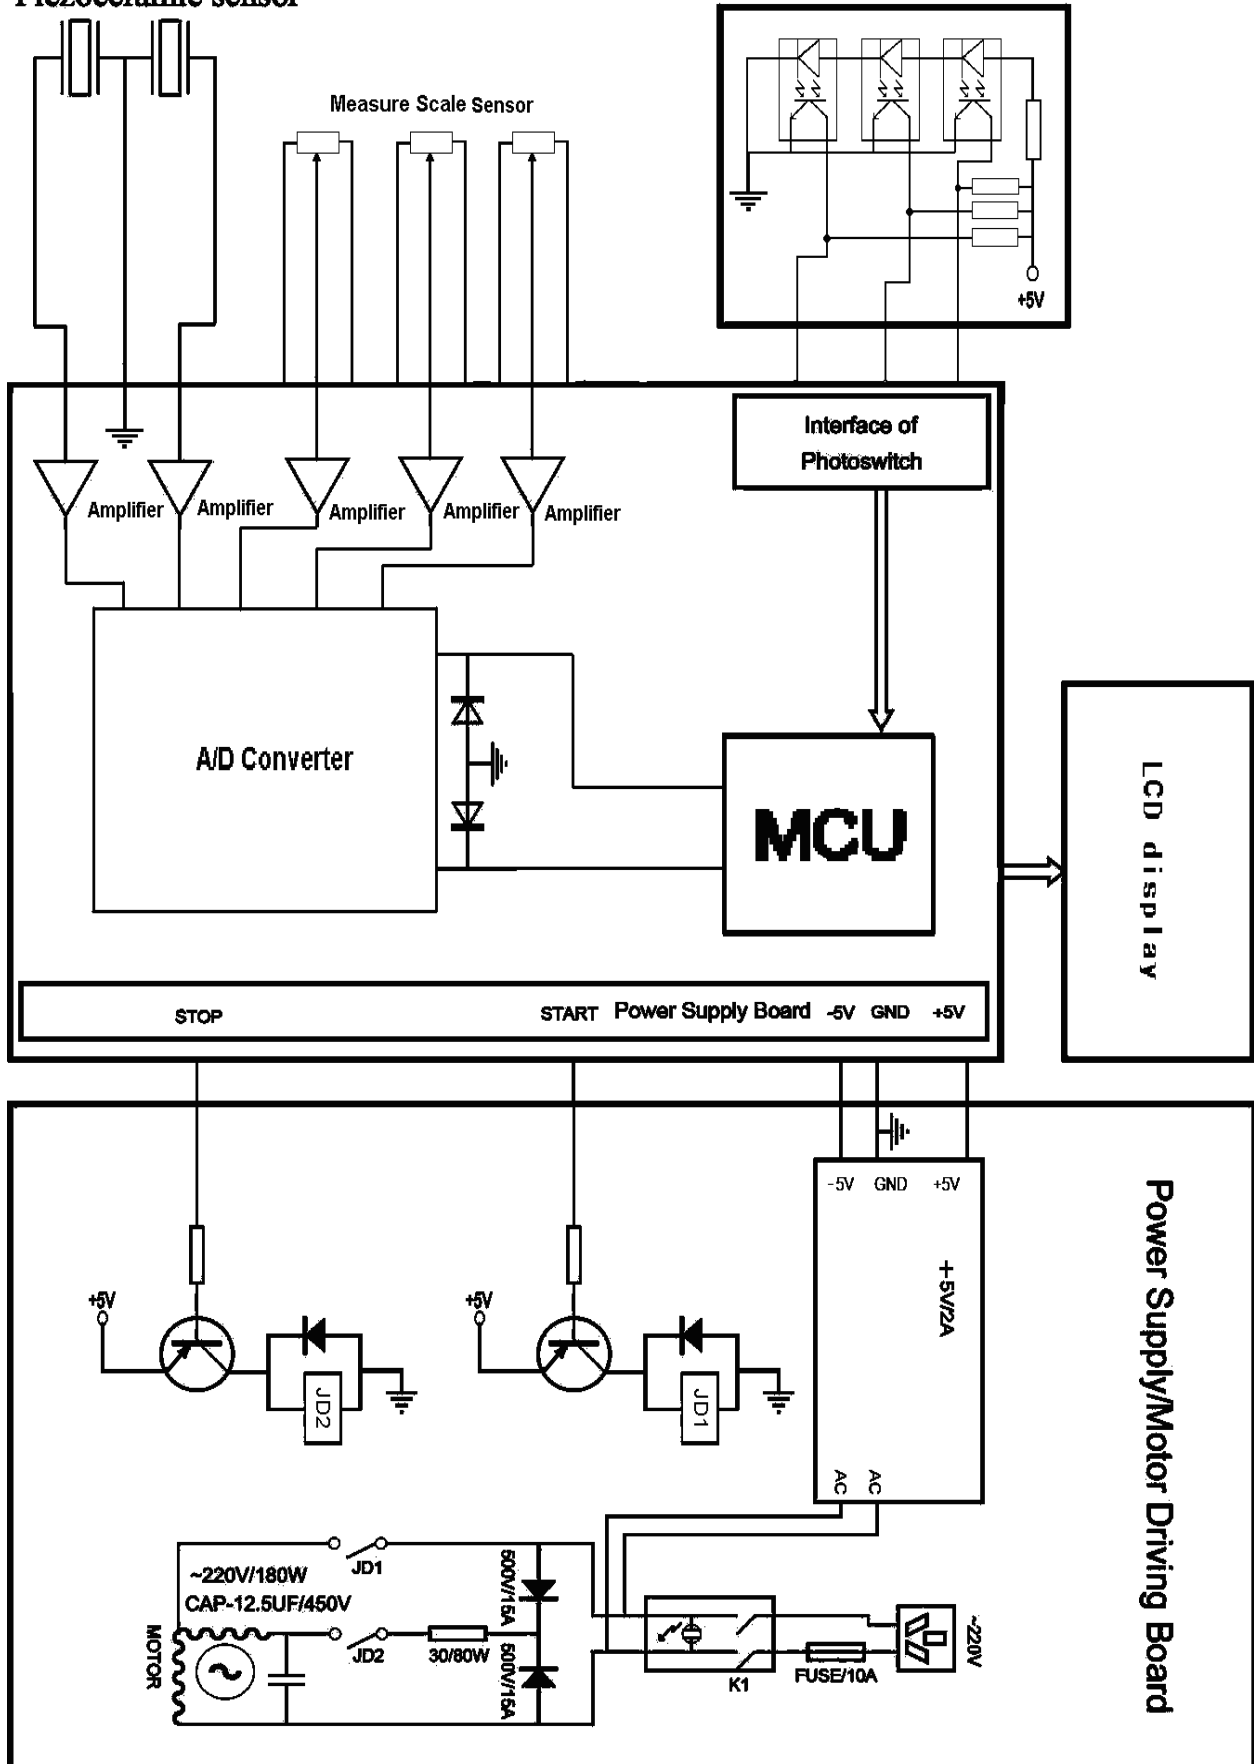 Piezoceramic sensor
Measure Scale Sensor
+5V
Interface of
Photoswitch
Amplifier
Amplifier
Amplifier
Amplifier
Amplifier
A/D Converter
MCU
LCD display
STOP
START
Power Supply Board
-5V
GND
+5V
-5V
GND
+5V
+5V/2A
AC
AC
Power Supply/Motor Driving Board
+5V
JD2
+5V
JD1
~220V/180W
CAP-12.5UF/450V
MOTOR
JD1
JD2
30/80W
500V/15A
500V/15A
K1
FUSE/10A
~220V